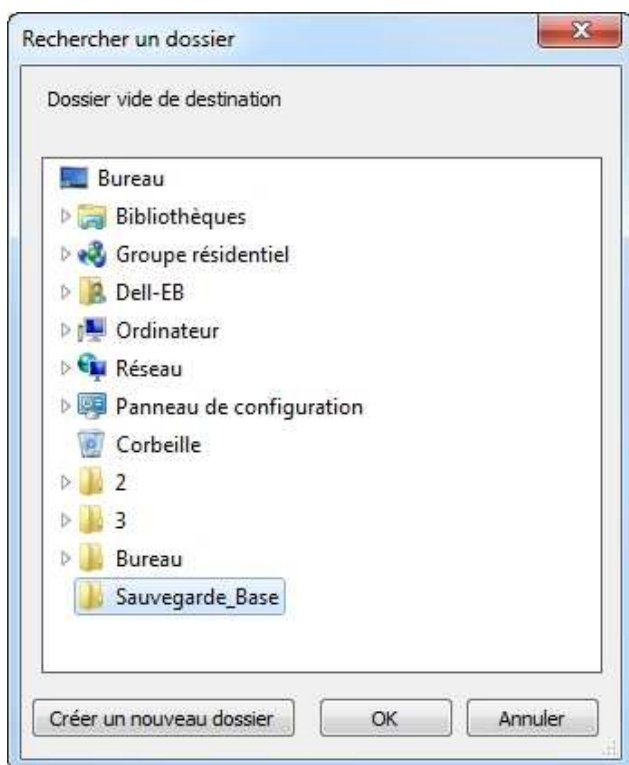 Rechercher un dossier
Dossier vide de destination
Bureau
Bibliothèques
Groupe résidentiel
Dell-EB
Ordinateur
Réseau
Panneau de configuration
Corbeille
2
3
Bureau
Sauvegarde_Base
Créer un nouveau dossier OK Annuler